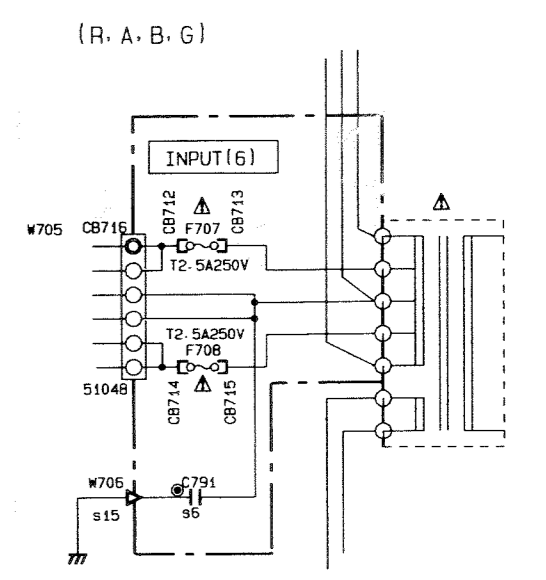 (R, A, B, G)
INPUT(6)
W705
CB716
CB712
CB713
F707
T2.5A250V
T2.5A250V
F708
51048
CB714
CB715
W706
C791
s15
s6